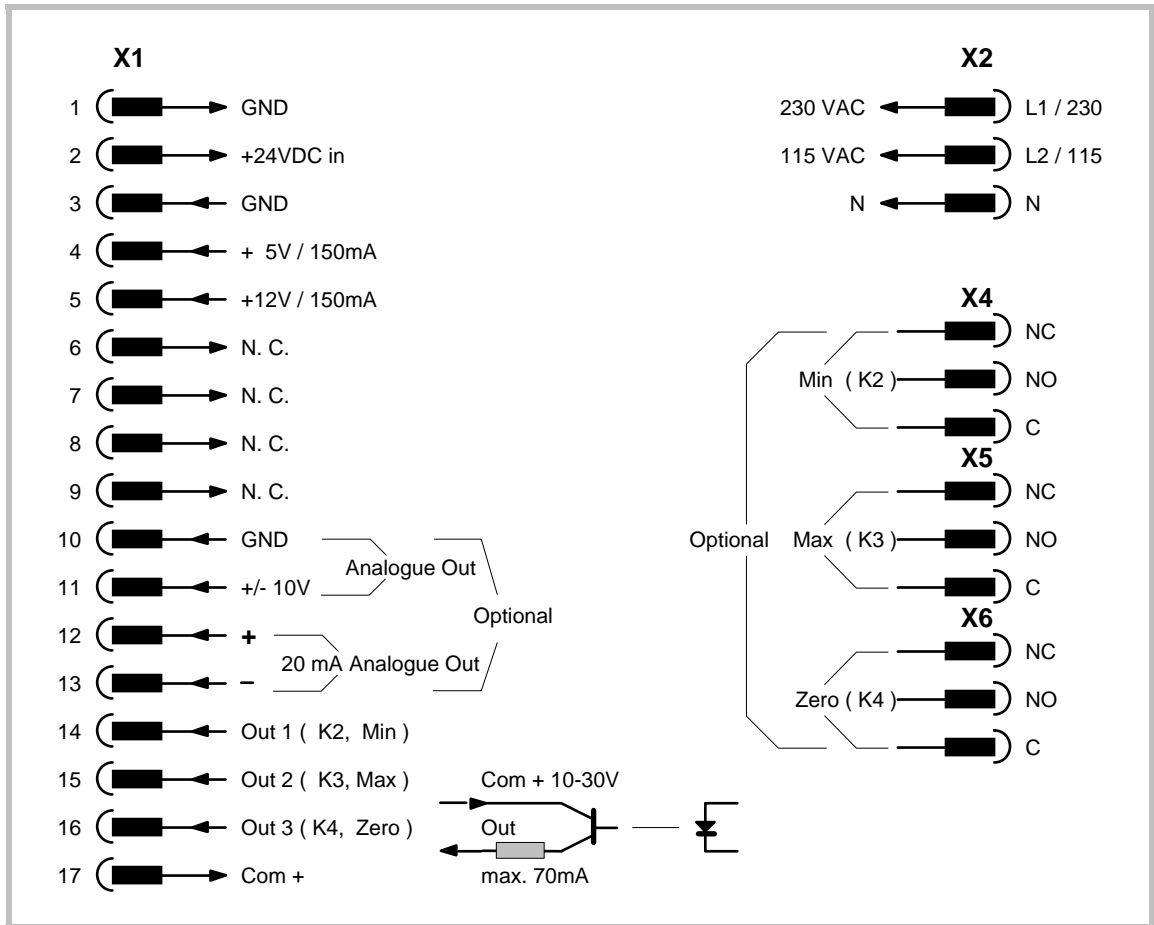 X1
1 GND
2 +24VDC in
3 GND
4 + 5V / 150mA
5 +12V / 150mA
6 N. C.
7 N. C.
8 N. C.
9 N. C.
10 GND
11 +/- 10V
Analogue Out
12 +
13 –
20 mA Analogue Out
Optional
14 Out 1 ( K2, Min )
15 Out 2 ( K3, Max )
16 Out 3 ( K4, Zero )
17 Com +
Com + 10-30V
Out
max. 70mA
X2
230 VAC L1 / 230
115 VAC L2 / 115
N N
X4
NC
Min ( K2 ) NO
C
X5
NC
Optional Max ( K3 ) NO
C
X6
NC
Zero ( K4 ) NO
C